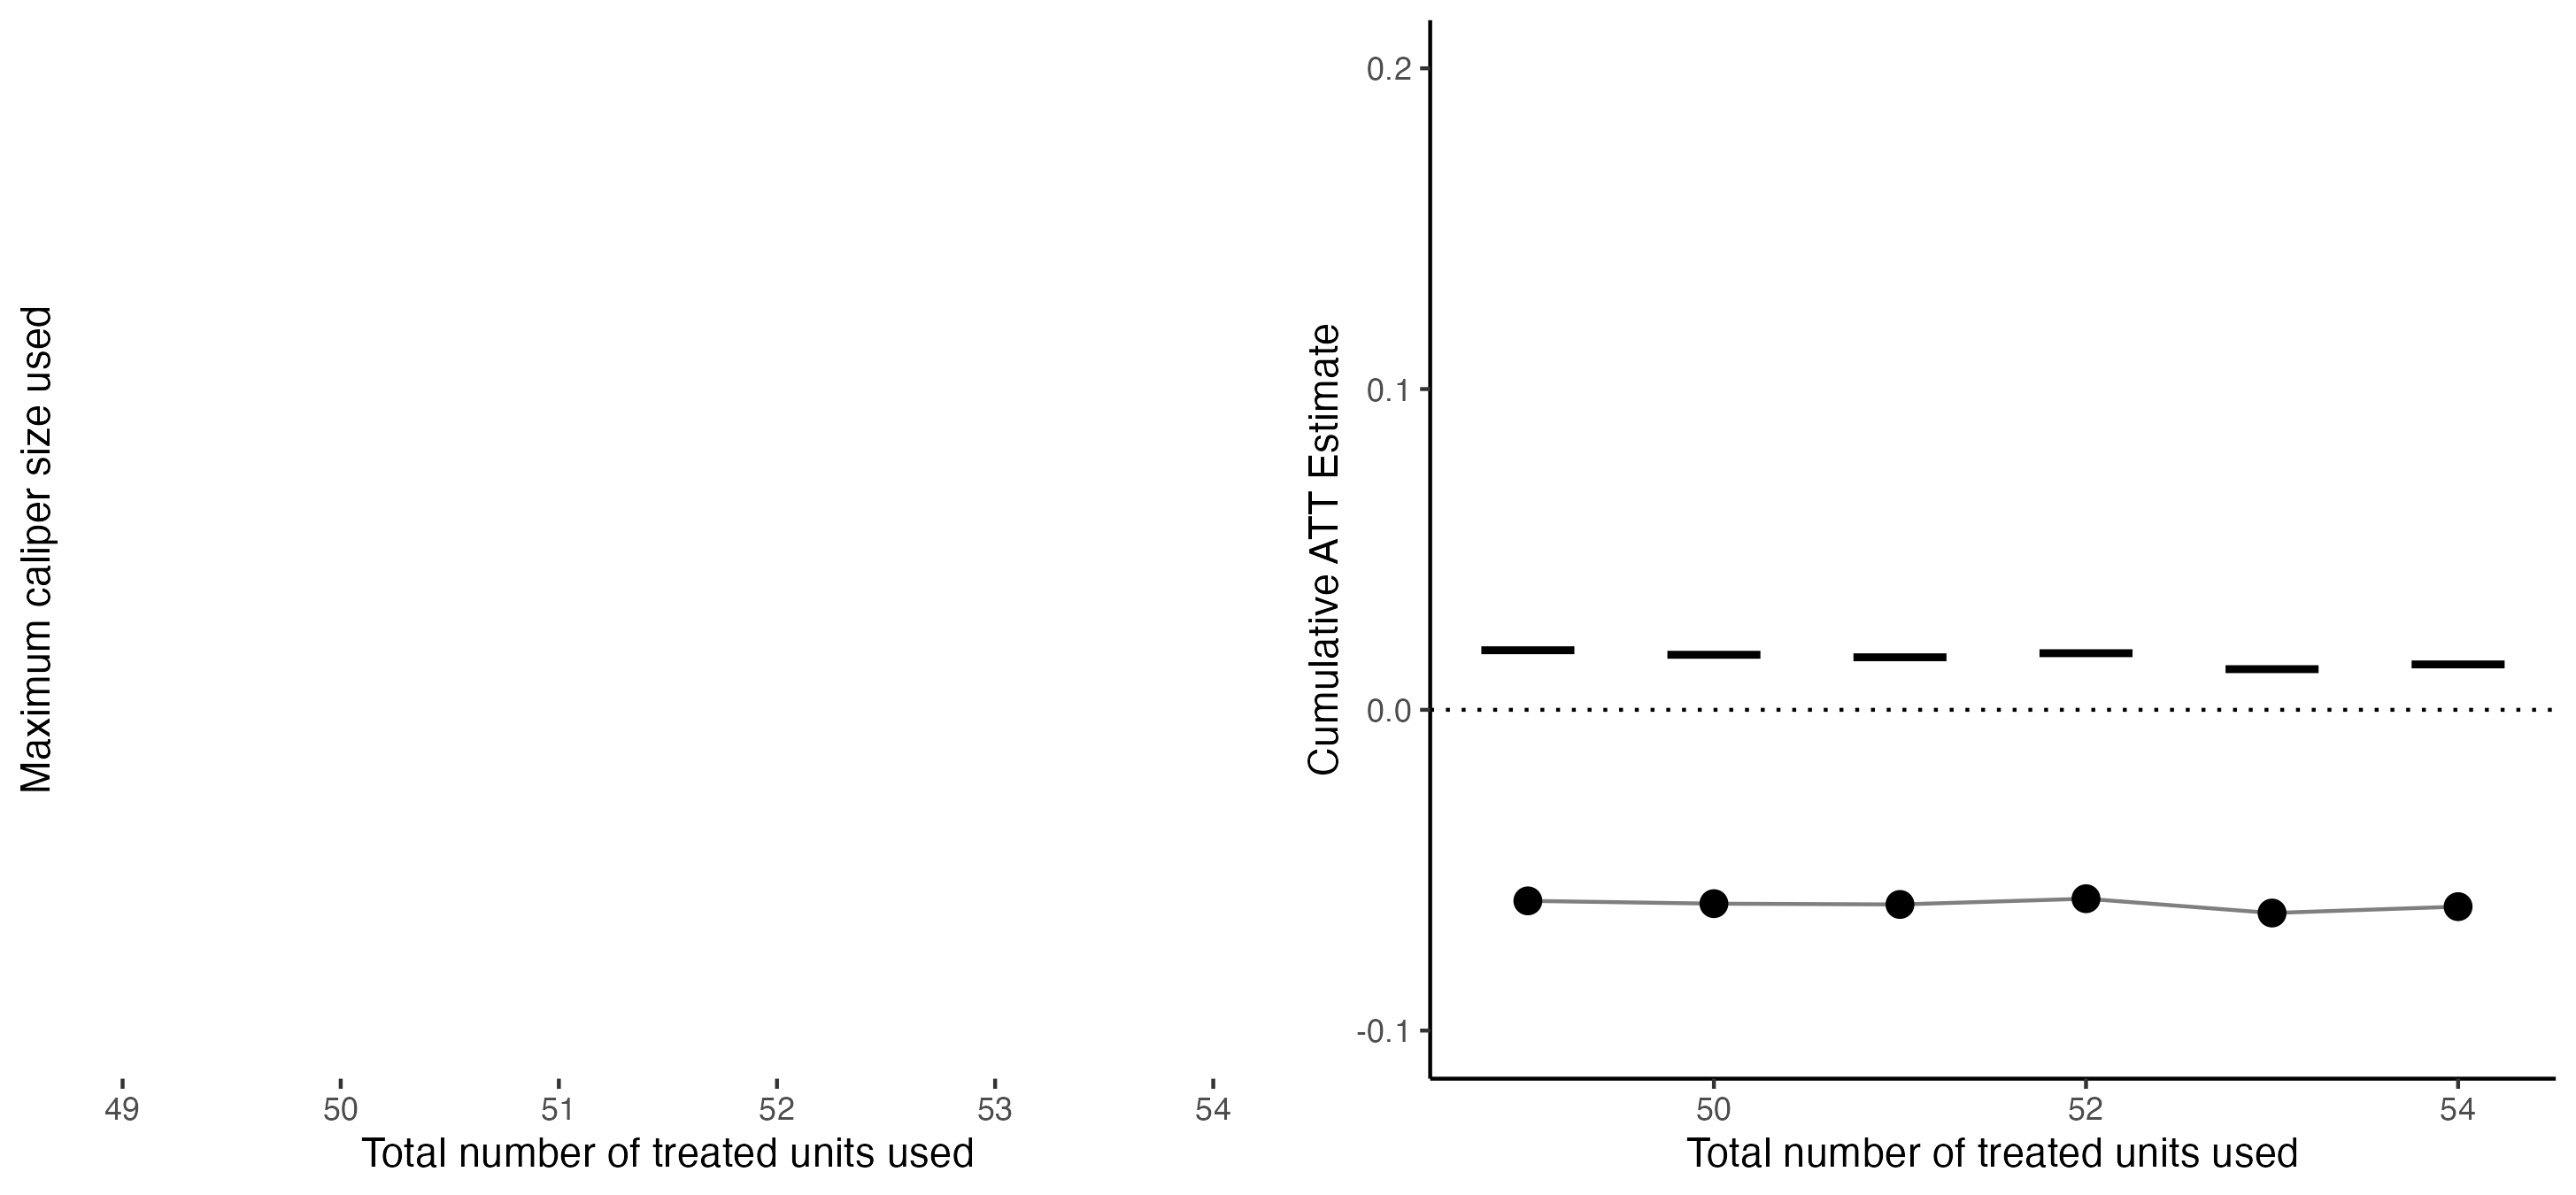 Maximum caliper size used
49 50 51 52 53 54
Total number of treated units used
Cumulative ATT Estimate
0.2
0.1
0.0
-0.1
50 52 54
Total number of treated units used